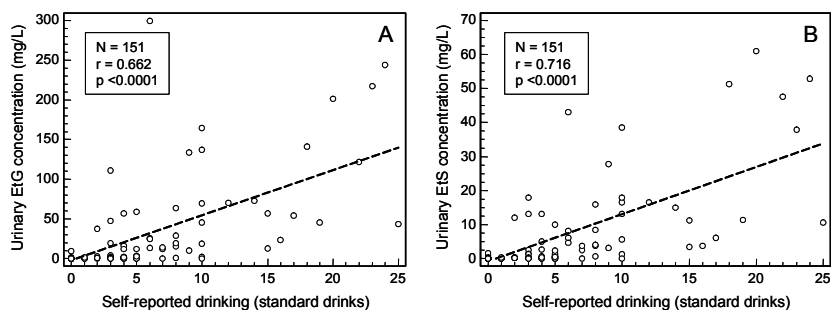 A
N = 151
r = 0.662
p <0.0001
Urinary EtG concentration (mg/L)
300
250
200
150
100
50
0
0 5 10 15 20 25
Self-reported drinking (standard drinks)
B
N = 151
r = 0.716
p <0.0001
Urinary EtS concentration (mg/L)
70
60
50
40
30
20
10
0
0 5 10 15 20 25
Self-reported drinking (standard drinks)